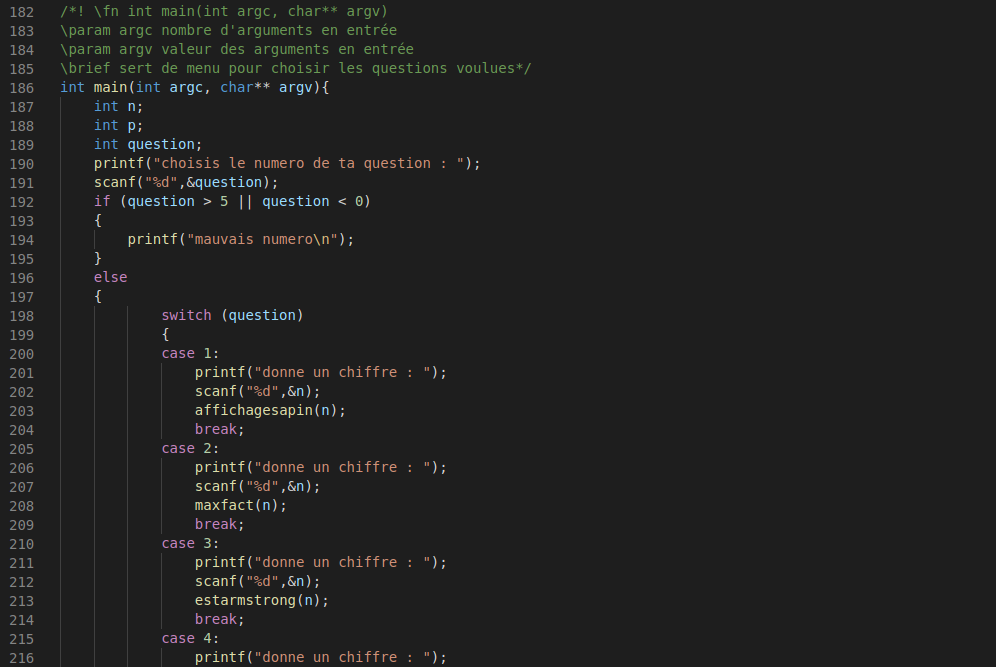 182 /*! \fn int main(int argc, char** argv)
183 \param argc nombre d'arguments en entrée
184 \param argv valeur des arguments en entrée
185 \brief sert de menu pour choisir les questions voulues*/
186 int main(int argc, char** argv){
187     int n;
188     int p;
189     int question;
190     printf("choisis le numero de ta question : ");
191     scanf("%d",&question);
192     if (question > 5 || question < 0)
193     {
194         printf("mauvais numero\n");
195     }
196     else
197     {
198             switch (question)
199             {
200             case 1:
201                 printf("donne un chiffre : ");
202                 scanf("%d",&n);
203                 affichagesapin(n);
204                 break;
205             case 2:
206                 printf("donne un chiffre : ");
207                 scanf("%d",&n);
208                 maxfact(n);
209                 break;
210             case 3:
211                 printf("donne un chiffre : ");
212                 scanf("%d",&n);
213                 estarmstrong(n);
214                 break;
215             case 4:
216                 printf("donne un chiffre : ");